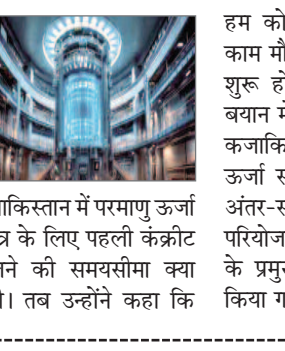 ाकिस्तान में परमाणु ऊर्जा
त्र के लिए पहली कंक्रीट
ने की समयसीमा क्या
ी। तब उन्होंने कहा कि
हम को
काम मौ
शुरू हो
बयान में
कजाकि
ऊर्जा स
अंतर-स
परियोज
के प्रमु
किया ग